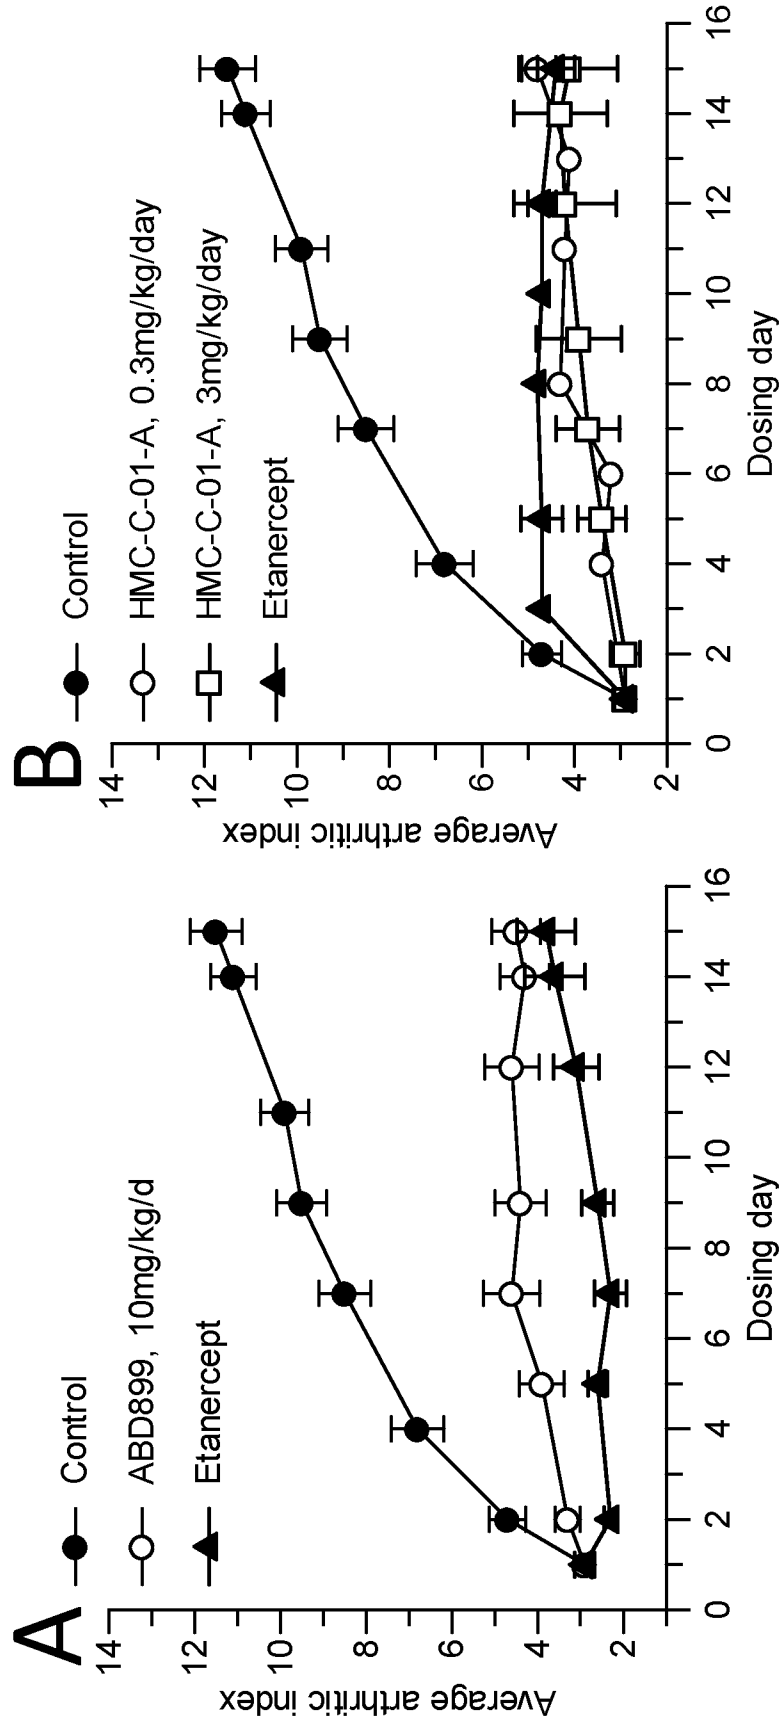 A
Control
ABD899, 10mg/kg/d
Etanercept
14
12
10
8
6
4
2
Average arthritic index
0
2
4
6
8
10
12
14
16
Dosing day
B
Control
HMC-C-01-A, 0.3mg/kg/day
HMC-C-01-A, 3mg/kg/day
Etanercept
14
12
10
8
6
4
2
Average arthritic index
0
2
4
6
8
10
12
14
16
Dosing day